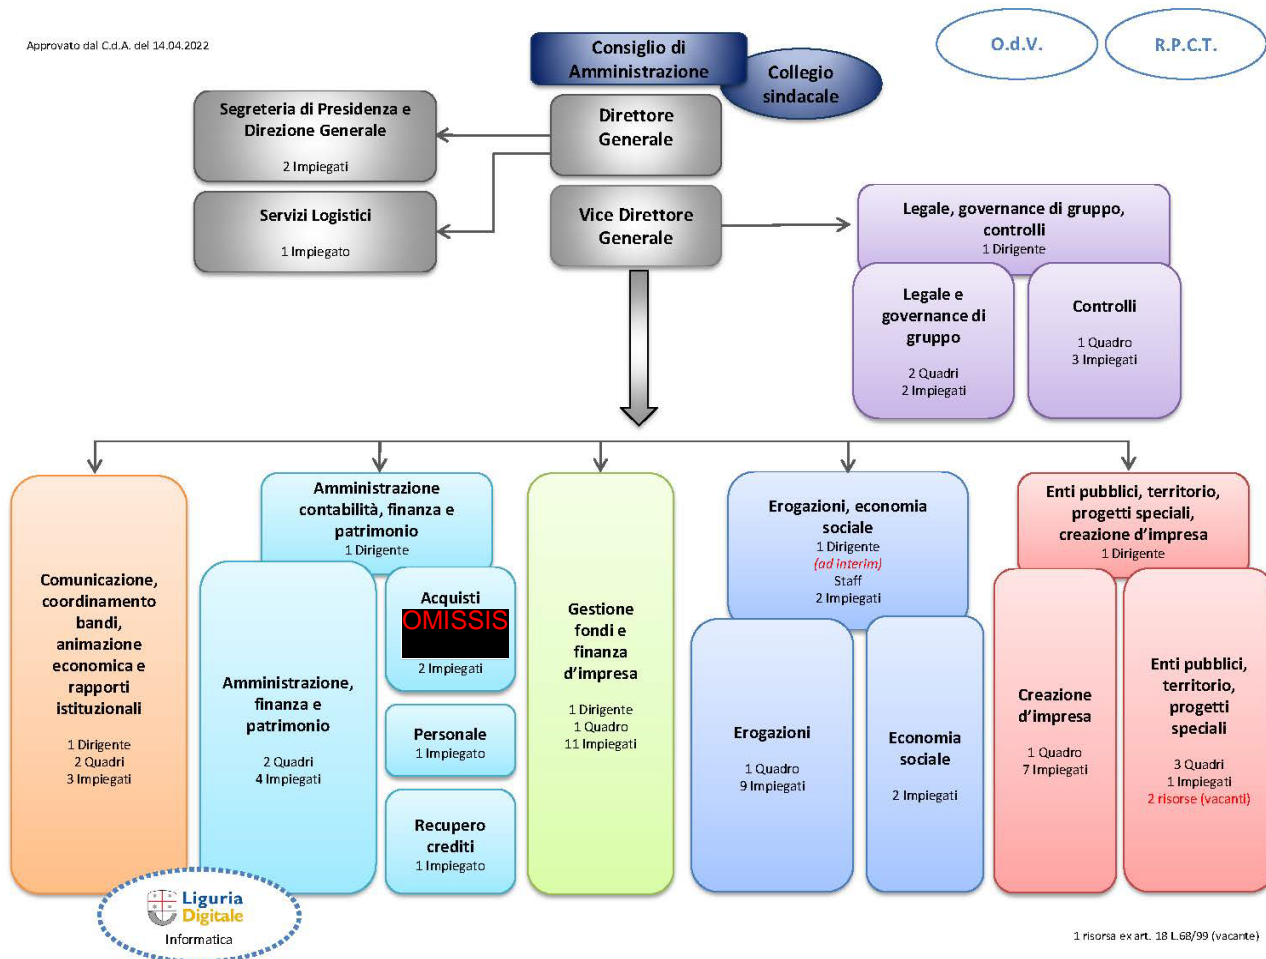 Approvato dal C.d.A. del 14.04.2022
Consiglio di
Amministrazione
Collegio
sindacale
O.d.V.
R.P.C.T.
Segreteria di Presidenza e
Direzione Generale
2 Impiegati
Direttore
Generale
Servizi Logistici
1 Impiegato
Vice Direttore
Generale
Legale, governance di gruppo,
controlli
1 Dirigente
Legale e
governance di
gruppo
2 Quadri
2 Impiegati
Controlli
1 Quadro
3 Impiegati
Comunicazione,
coordinamento
bandi,
animazione
economica e
rapporti
istituzionali
1 Dirigente
2 Quadri
3 Impiegati
Amministrazione
contabilità, finanza e
patrimonio
1 Dirigente
Amministrazione,
finanza e
patrimonio
2 Quadri
4 Impiegati
Acquisti
OMISSIS
2 Impiegati
Personale
1 Impiegato
Recupero
crediti
1 Impiegato
Gestione
fondi e
finanza
d'impresa
1 Dirigente
1 Quadro
11 Impiegati
Erogazioni, economia
sociale
1 Dirigente
(ad interim)
Staff
2 Impiegati
Erogazioni
1 Quadro
9 Impiegati
Economia
sociale
2 Impiegati
Enti pubblici, territorio,
progetti speciali,
creazione d'impresa
1 Dirigente
Creazione
d'impresa
1 Quadro
7 Impiegati
Enti pubblici,
territorio,
progetti
speciali
3 Quadri
1 Impiegati
2 risorse (vacanti)
Liguria
Digitale
Informatica
1 risorsa ex art. 18 L.68/99 (vacante)